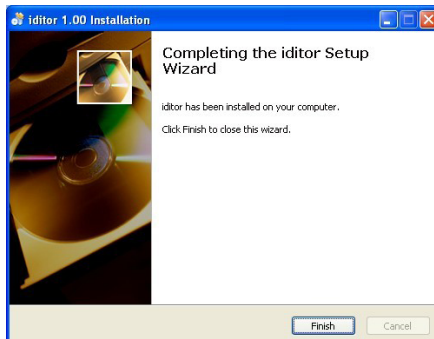 iditor 1.00 Installation
Completing the iditor Setup
Wizard
iditor has been installed on your computer.
Click Finish to close this wizard.
Finish
Cancel